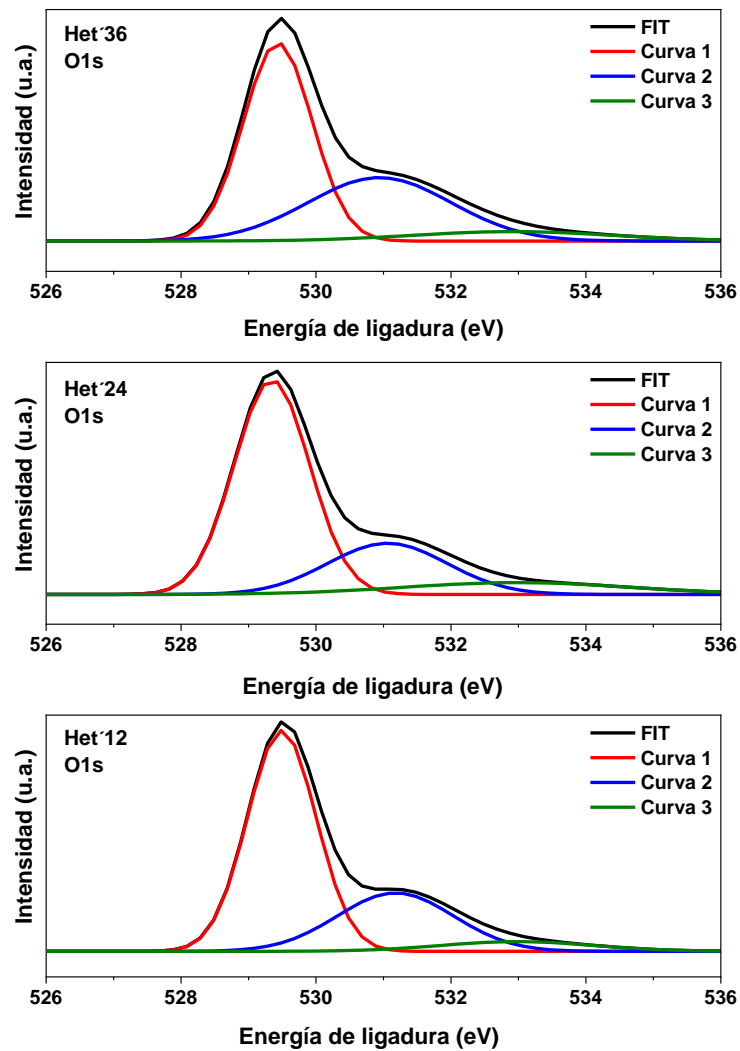 Het´36
O1s
FIT
Curva 1
Curva 2
Curva 3
Intensidad (u.a.)
526 528 530 532 534 536
Energía de ligadura (eV)
Het´24
O1s
FIT
Curva 1
Curva 2
Curva 3
Intensidad (u.a.)
526 528 530 532 534 536
Energía de ligadura (eV)
Het´12
O1s
FIT
Curva 1
Curva 2
Curva 3
Intensidad (u.a.)
526 528 530 532 534 536
Energía de ligadura (eV)